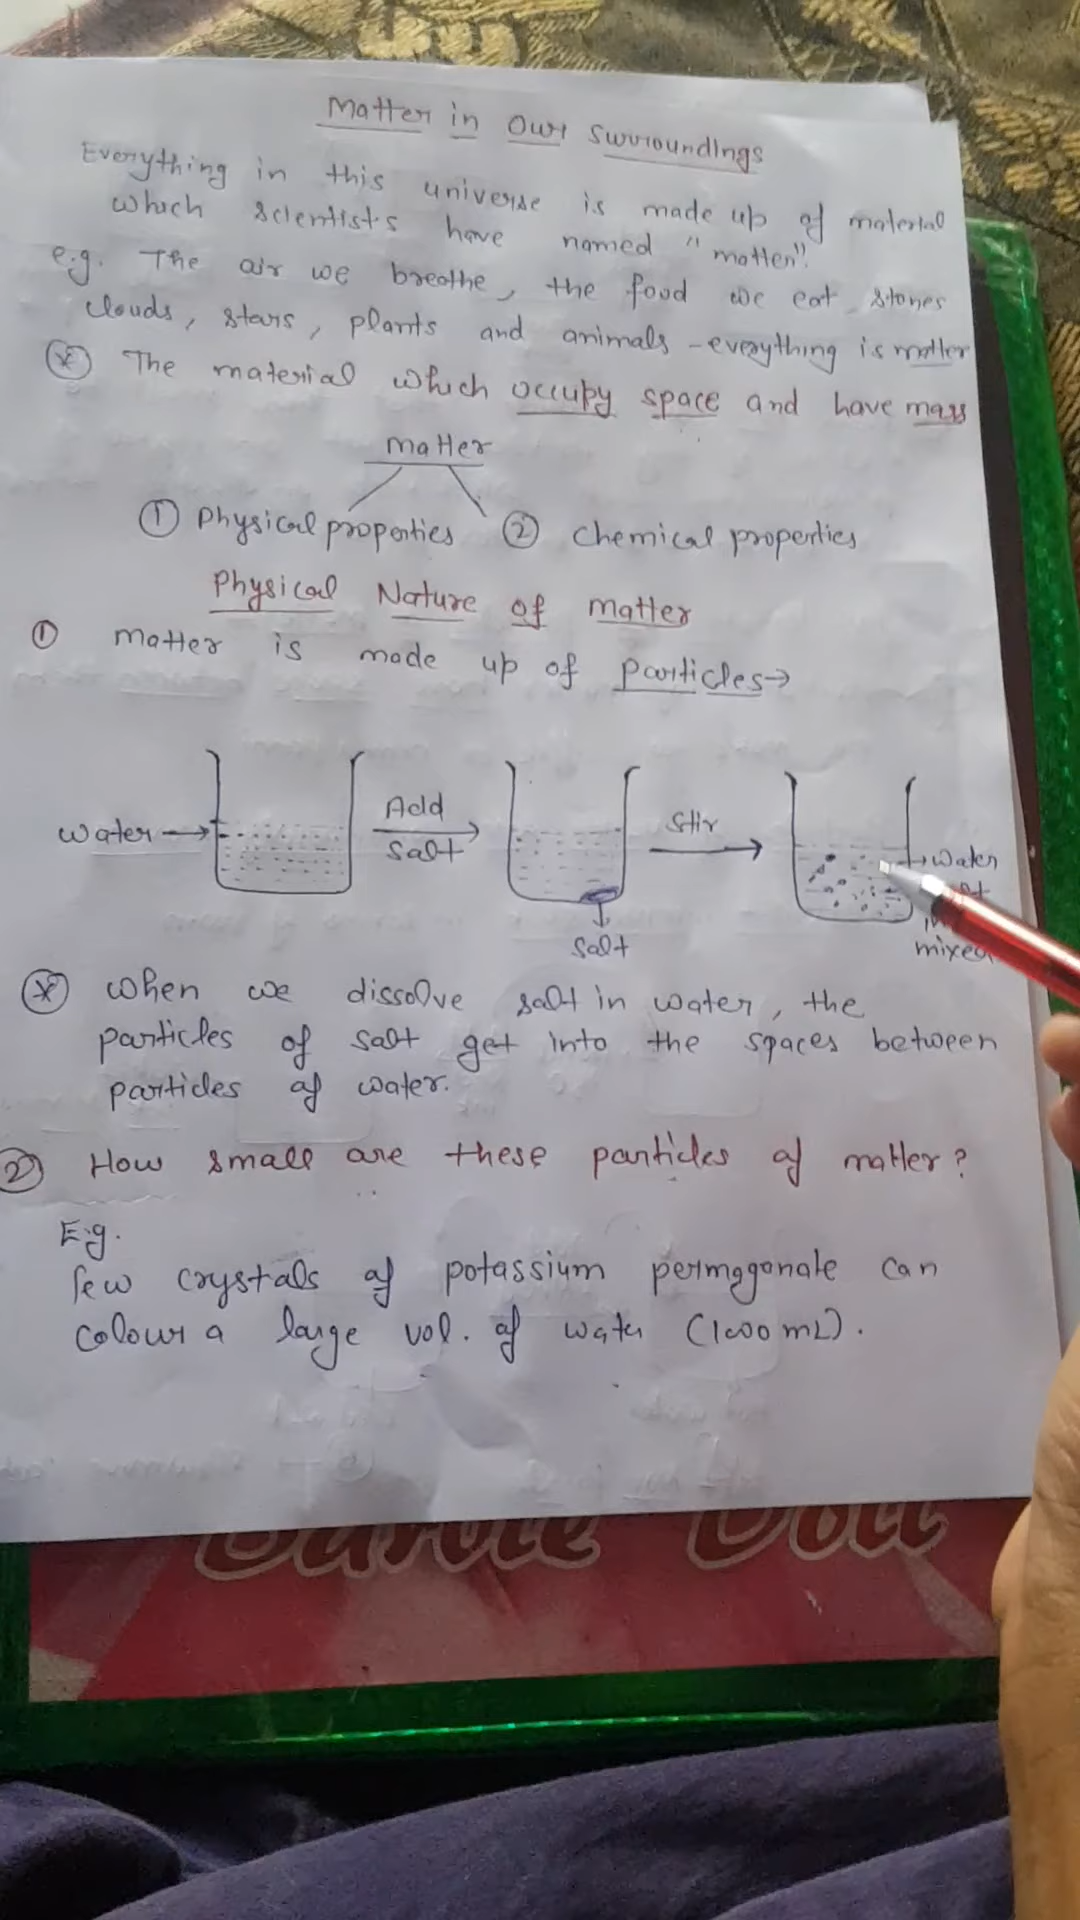 Matter in Our Surroundings
Everything in this universe is made up of material
which scientists have named "matter".
e.g. The air we breathe, the food we eat, stones
clouds, stars, plants and animals - everything is matter
* The material which occupy space and have mass
Matter
① Physical properties ② Chemical properties
Physical Nature of matter
① Matter is made up of particles→
Water→ Add Salt Stir →Water
Salt mixed
* When we dissolve salt in water, the
particles of salt get into the spaces between
particles of water.
② How small are these particles of matter?
E.g.
few crystals of potassium permaganate can
colour a large vol. of water (1000 mL).